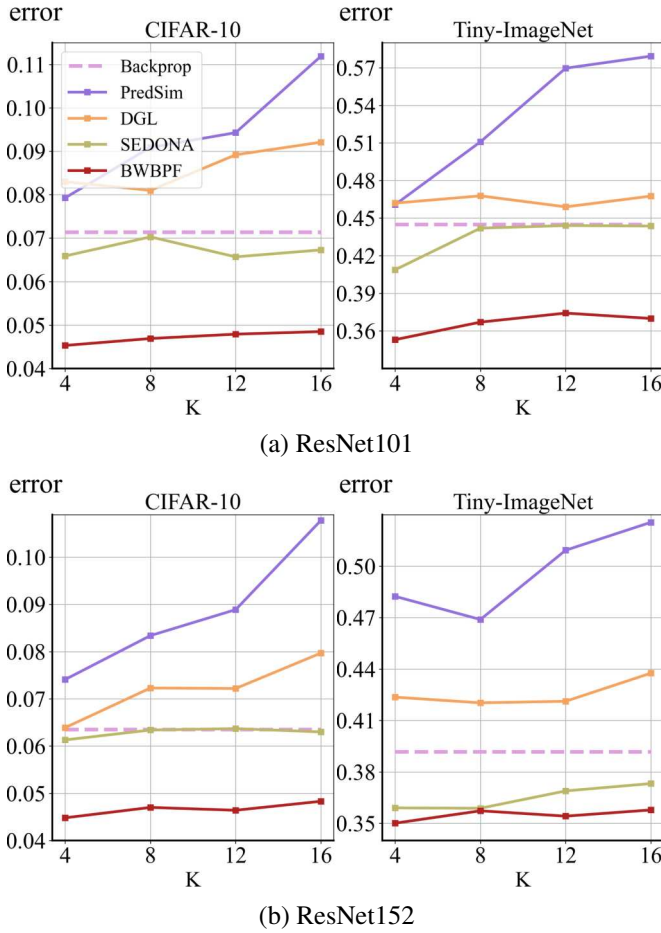 error
CIFAR-10
0.11
0.10
0.09
0.08
0.07
0.06
0.05
0.04
Backprop
PredSim
DGL
SEDONA
BWBPF
4 8 12 16
K
error
Tiny-ImageNet
0.57
0.54
0.51
0.48
0.45
0.42
0.39
0.36
4 8 12 16
K
(a) ResNet101
error
CIFAR-10
0.10
0.09
0.08
0.07
0.06
0.05
0.04
4 8 12 16
K
error
Tiny-ImageNet
0.50
0.47
0.44
0.41
0.38
0.35
4 8 12 16
K
(b) ResNet152